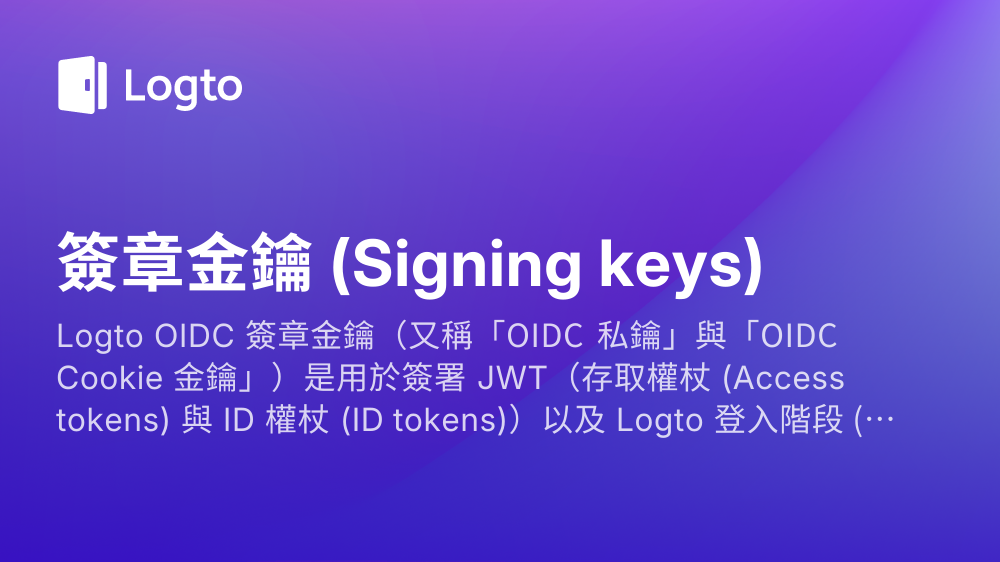 Logto
簽章金鑰 (Signing keys)
Logto OIDC 簽章金鑰（又稱「OIDC 私鑰」與「OIDC
Cookie 金鑰」）是用於簽署 JWT（存取權杖 (Access
tokens) 與 ID 權杖 (ID tokens)）以及 Logto 登入階段 (⋯